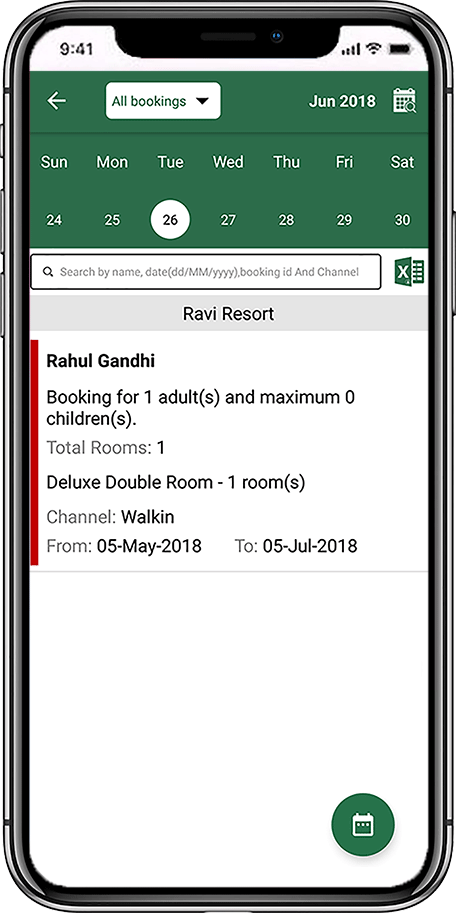 9:41
All bookings
Jun 2018
Sun Mon Tue Wed Thu Fri Sat
24 25 26 27 28 29 30
Search by name, date(dd/MM/yyyy),booking id And Channel
X
Ravi Resort
Rahul Gandhi
Booking for 1 adult(s) and maximum 0
children(s).
Total Rooms: 1
Deluxe Double Room - 1 room(s)
Channel: Walkin
From: 05-May-2018 To: 05-Jul-2018